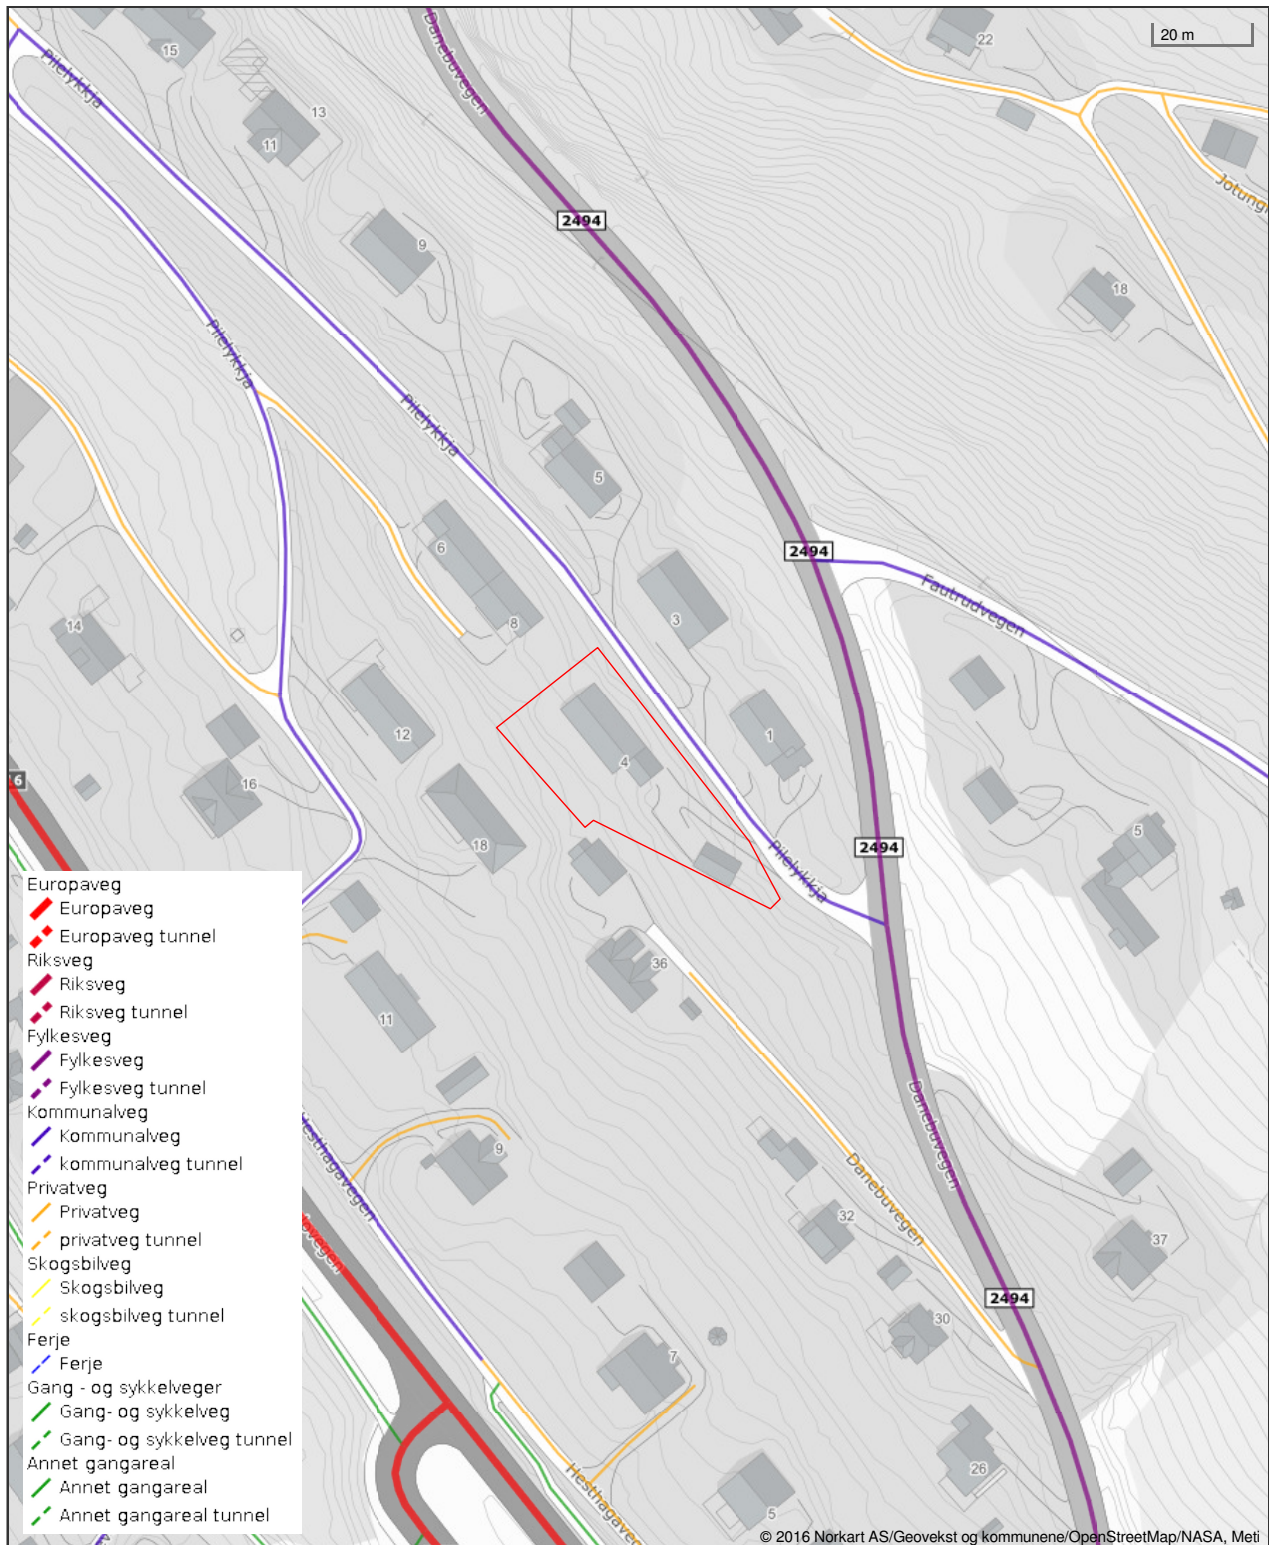 20 m
22
15
Pilelykkja
13
11
Danebuvegen
2494
9
18
Pilelykkja
Pilelykkja
5
6
8
3
2494
Fautrudvegen
14
12
4
1
16
6
18
2494
5
Pilelykkja
36
11
Danebuvegen
Hesthagavegen
9
Danebuvegen
32
37
2494
30
7
26
Hesthagaveg
5
Europaveg
Europaveg
Europaveg tunnel
Riksveg
Riksveg
Riksveg tunnel
Fylkesveg
Fylkesveg
Fylkesveg tunnel
Kommunalveg
Kommunalveg
kommunalveg tunnel
Privatveg
Privatveg
privatveg tunnel
Skogsbilveg
Skogsbilveg
skogsbilveg tunnel
Ferje
Ferje
Gang - og sykkelveger
Gang- og sykkelveg
Gang- og sykkelveg tunnel
Annet gangareal
Annet gangareal
Annet gangareal tunnel
© 2016 Norkart AS/Geovekst og kommunene/OpenStreetMap/NASA, Meti